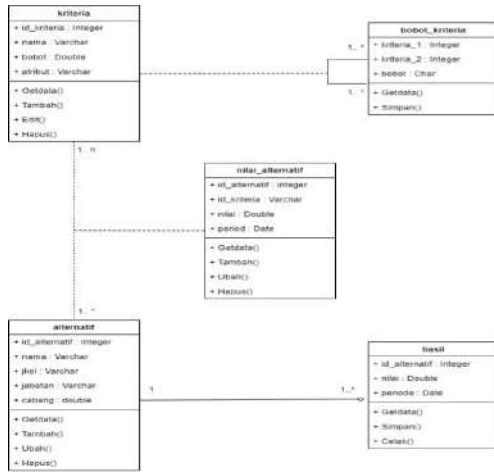 kriteria
+ id_kriteria : Integer
+ nama : Varchar
+ bobot : Double
+ atribut : Varchar
+ Getdata()
+ Tambah()
+ Edit()
+ Hapus()
bobot_kriteria
+ kriteria_1 : Integer
+ kriteria_2 : Integer
+ bobot : Char
+ Getdata()
+ Simpan()
1.. *
1.. *
1.. n
nilai_alternatif
+ id_alternatif : Integer
+ id_kriteria : Varchar
+ nilai : Double
+ period : Date
+ Getdata()
+ Tambah()
+ Ubah()
+ Hapus()
1.. *
alternatif
+ id_alternatif : Integer
+ nama : Varchar
+ jkel : Varchar
+ jabatan : Varchar
+ cabang : double
+ Getdata()
+ Tambah()
+ Ubah()
+ Hapus()
1
1..*
hasil
+ id_alternatif : Integer
+ nilai : Double
+ periode : Date
+ Getdata()
+ Simpan()
+ Cetak()